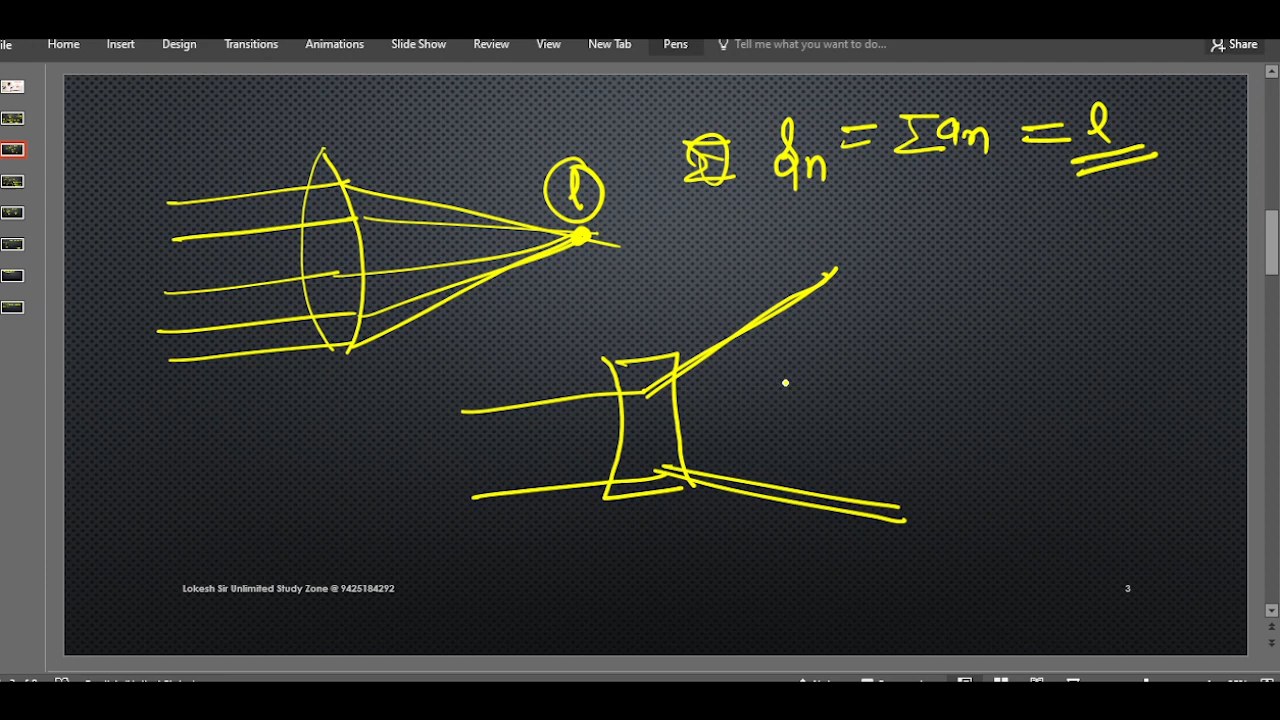 File Home Insert Design Transitions Animations Slide Show Review View New Tab Pens Tell me what you want to do... Share
= Σan = l
l
Lokesh Sir Unlimited Study Zone @ 9425184292
3